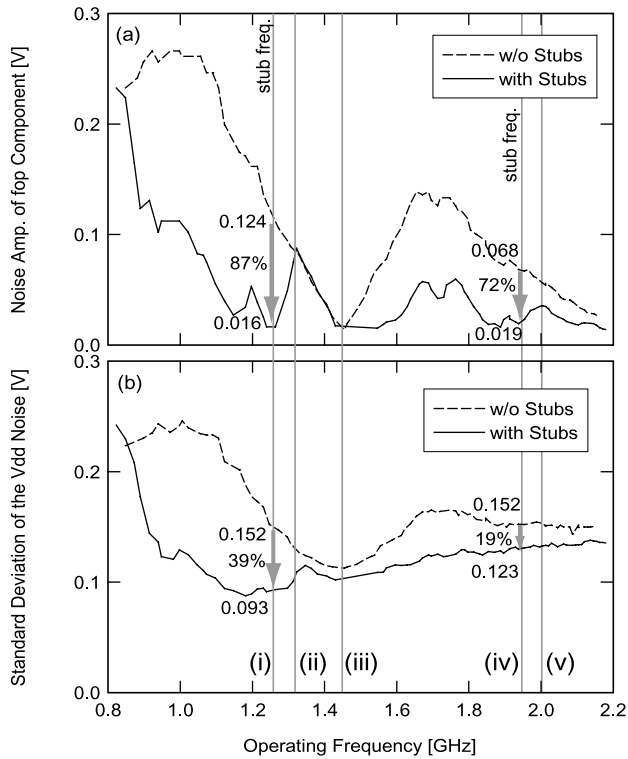 (a)
Noise Amp. of fop Component [V]
0.3
0.2
0.1
0.0
stub freq.
w/o Stubs
with Stubs
stub freq.
0.124
87%
0.016
0.068
72%
0.019
(b)
Standard Deviation of the Vdd Noise [V]
0.3
0.2
0.1
0.0
w/o Stubs
with Stubs
0.152
39%
0.093
0.152
19%
0.123
(i) (ii) (iii) (iv) (v)
0.8 1.0 1.2 1.4 1.6 1.8 2.0 2.2
Operating Frequency [GHz]